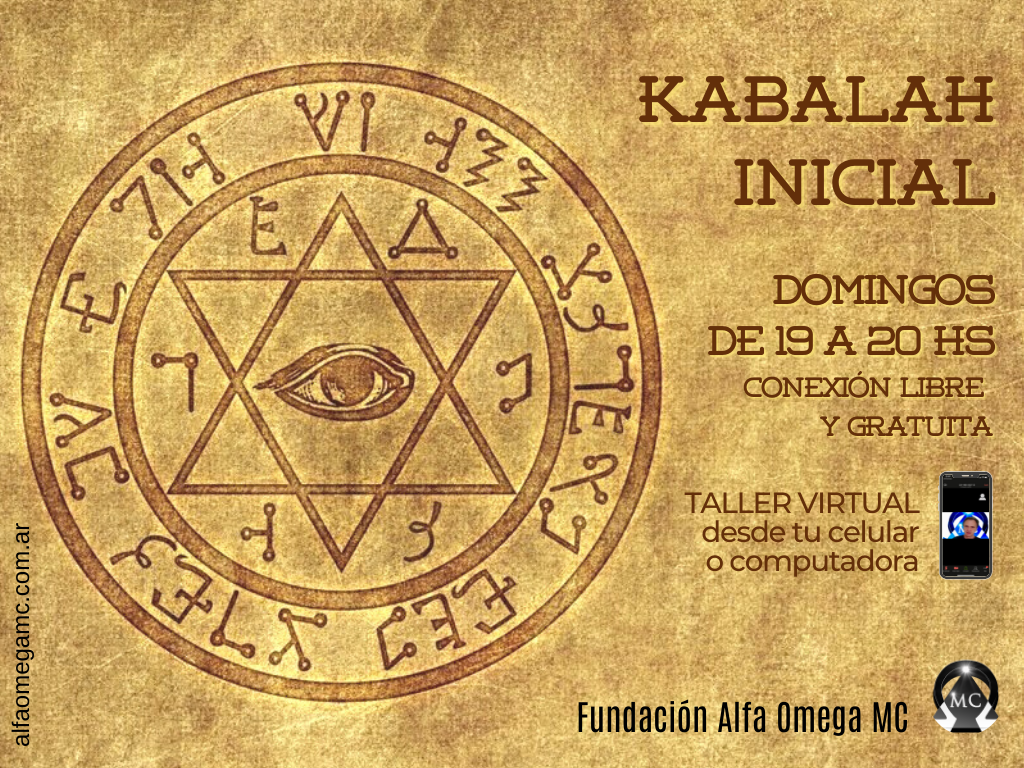 KABALAH
INICIAL
DOMINGOS
DE 19 A 20 HS
CONEXIÓN LIBRE
Y GRATUITA
TALLER VIRTUAL
desde tu celular
o computadora
Fundación Alfa Omega MC
MC
alfaomegamc.com.ar